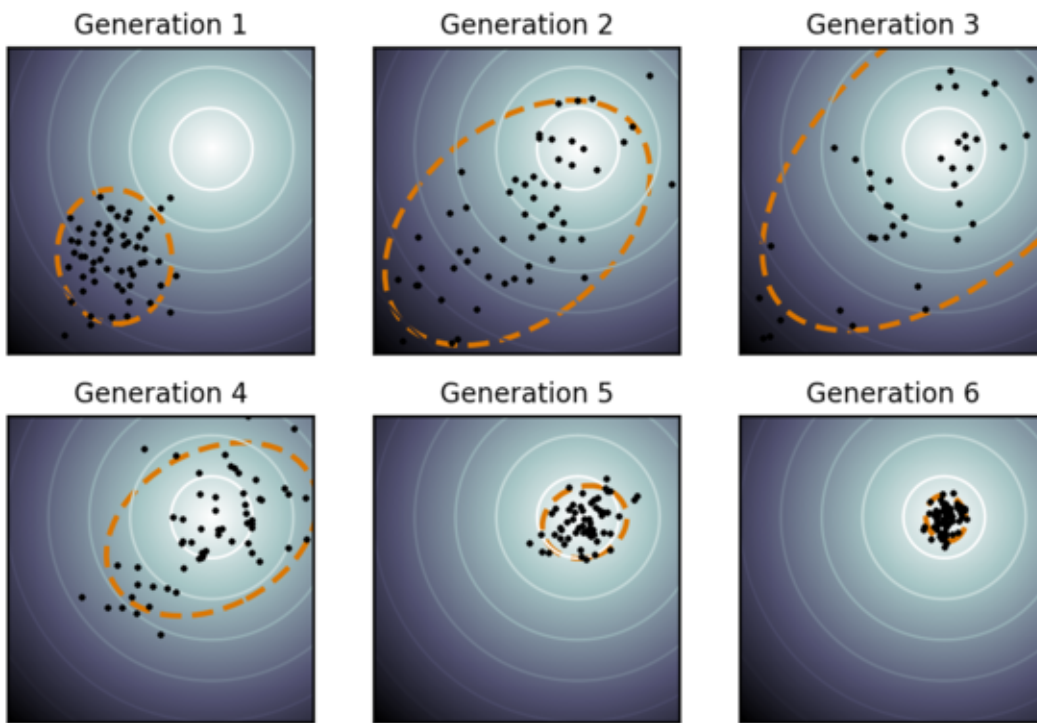 Generation 1
Generation 2
Generation 3
Generation 4
Generation 5
Generation 6